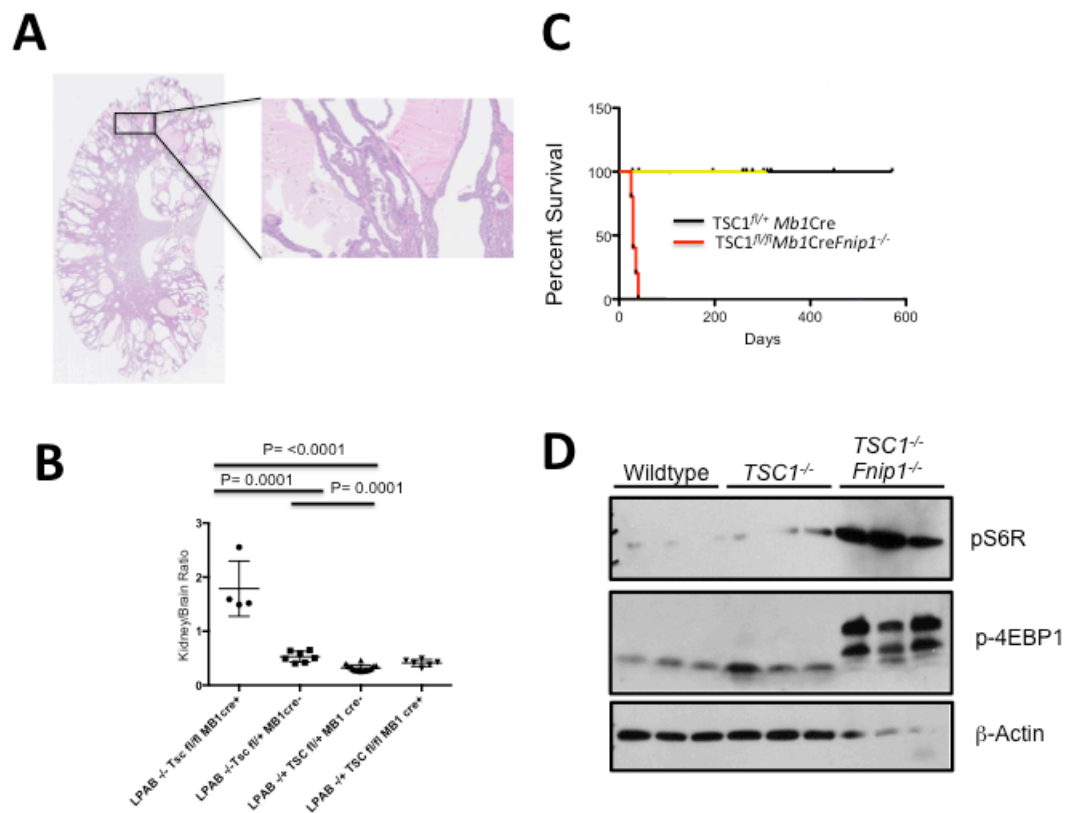 A
C
150
100
50
0
0
200
400
600
Percent Survival
Days
TSC1fl/+ Mb1Cre
TSC1fl/flMb1CreFnip1-/-
B
P= <0.0001
P= 0.0001
P= 0.0001
3
2
1
0
Kidney/Brain Ratio
LPAB -/- Tsc fl/fl MB1cre+
LPAB -/-Tsc fl/+ MB1cre-
LPAB -/+ TSC fl/+ MB1 cre-
LPAB -/+ TSC fl/fl MB1 cre+
D
Wildtype
TSC1-/-
TSC1-/-
Fnip1-/-
pS6R
p-4EBP1
β-Actin